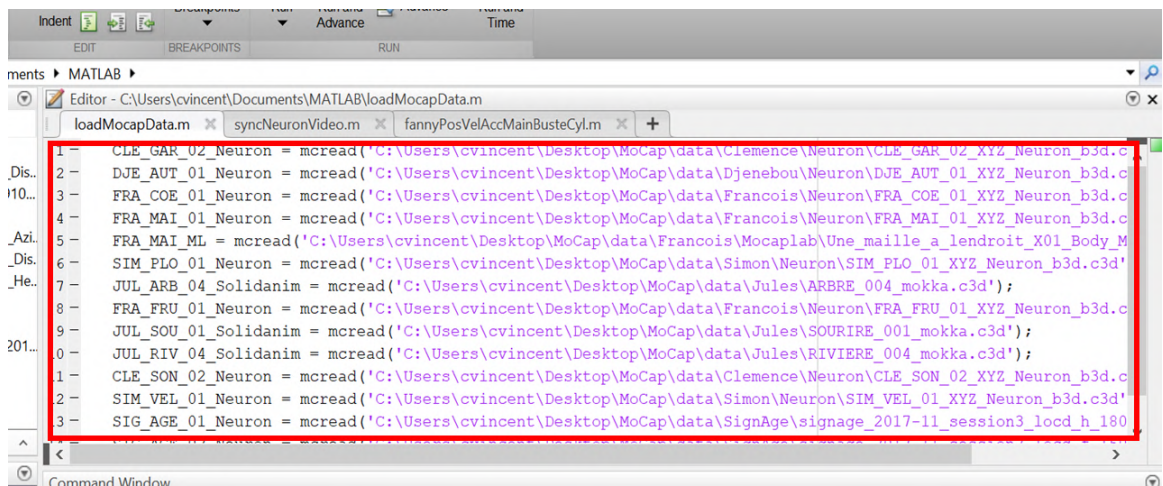 Indent
Advance
Time
EDIT
BREAKPOINTS
RUN
ments ▸ MATLAB ▸
Editor - C:\Users\cvincent\Documents\MATLAB\loadMocapData.m
loadMocapData.m
syncNeuronVideo.m
fannyPosVelAccMainBusteCyl.m
1 - CLE_GAR_02_Neuron = mcread('C:\Users\cvincent\Desktop\MoCap\data\Clemence\Neuron\CLE_GAR_02_XYZ_Neuron_b3d.c
2 - DJE_AUT_01_Neuron = mcread('C:\Users\cvincent\Desktop\MoCap\data\Djenebou\Neuron\DJE_AUT_01_XYZ_Neuron_b3d.c
3 - FRA_COE_01_Neuron = mcread('C:\Users\cvincent\Desktop\MoCap\data\Francois\Neuron\FRA_COE_01_XYZ_Neuron_b3d.c
4 - FRA_MAI_01_Neuron = mcread('C:\Users\cvincent\Desktop\MoCap\data\Francois\Neuron\FRA_MAI_01_XYZ_Neuron_b3d.c
5 - FRA_MAI_ML = mcread('C:\Users\cvincent\Desktop\MoCap\data\Francois\Mocaplab\Une_maille_a_lendroit_X01_Body_M
6 - SIM_PLO_01_Neuron = mcread('C:\Users\cvincent\Desktop\MoCap\data\Simon\Neuron\SIM_PLO_01_XYZ_Neuron_b3d.c3d'
7 - JUL_ARB_04_Solidanim = mcread('C:\Users\cvincent\Desktop\MoCap\data\Jules\ARBRE_004_mokka.c3d');
8 - FRA_FRU_01_Neuron = mcread('C:\Users\cvincent\Desktop\MoCap\data\Francois\Neuron\FRA_FRU_01_XYZ_Neuron_b3d.c
9 - JUL_SOU_01_Solidanim = mcread('C:\Users\cvincent\Desktop\MoCap\data\Jules\SOURIRE_001_mokka.c3d');
.0 - JUL_RIV_04_Solidanim = mcread('C:\Users\cvincent\Desktop\MoCap\data\Jules\RIVIERE_004_mokka.c3d');
.1 - CLE_SON_02_Neuron = mcread('C:\Users\cvincent\Desktop\MoCap\data\Clemence\Neuron\CLE_SON_02_XYZ_Neuron_b3d.c
.2 - SIM_VEL_01_Neuron = mcread('C:\Users\cvincent\Desktop\MoCap\data\Simon\Neuron\SIM_VEL_01_XYZ_Neuron_b3d.c3d'
.3 - SIG_AGE_01_Neuron = mcread('C:\Users\cvincent\Desktop\MoCap\data\SignAge\signage_2017-11_session3_locd_h_180
_Dis..
010...
_Azi.
_Dis.
_He..
201...
Command Window